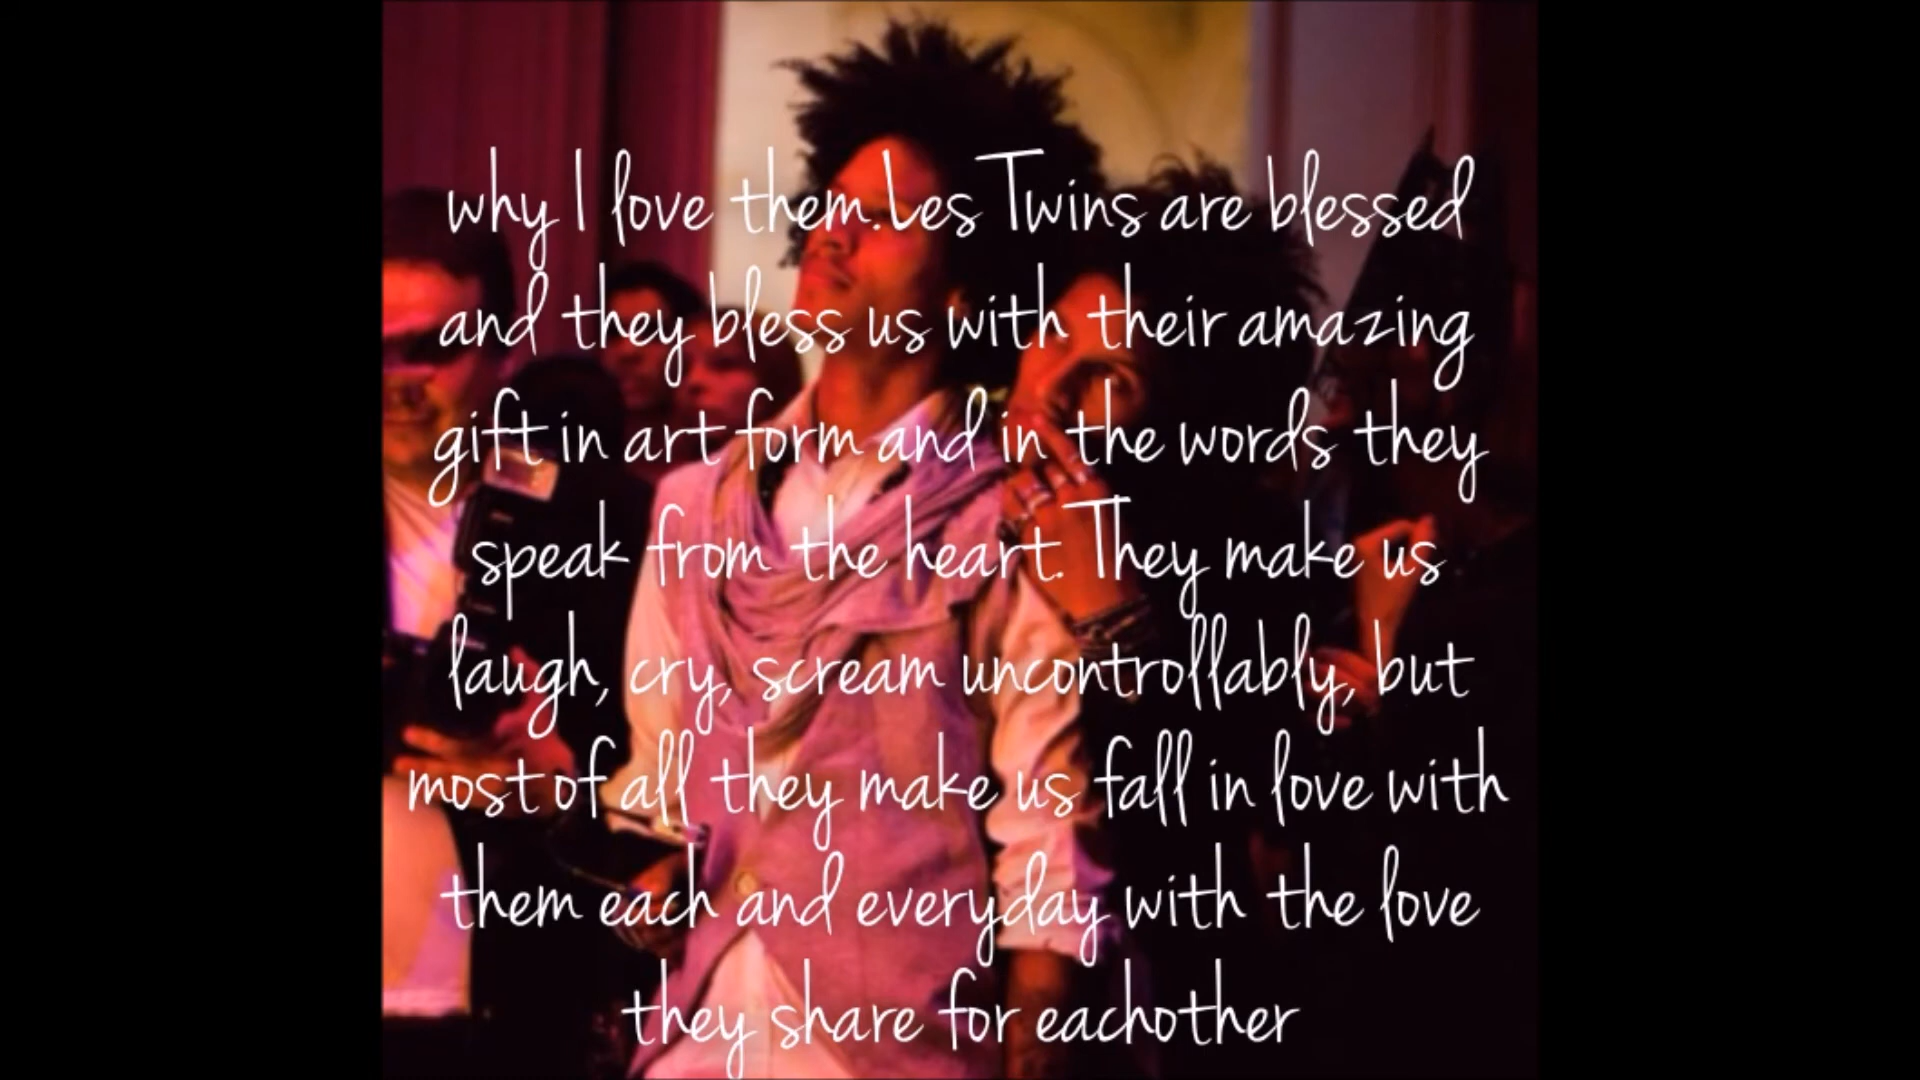 why I love them.Les Twins are blessed
and they bless us with their amazing
gift in art form and in the words they
speak from the heart. They make us
laugh, cry, scream uncontrollably, but
most of all they make us fall in love with
them each and everyday with the love
they share for eachother